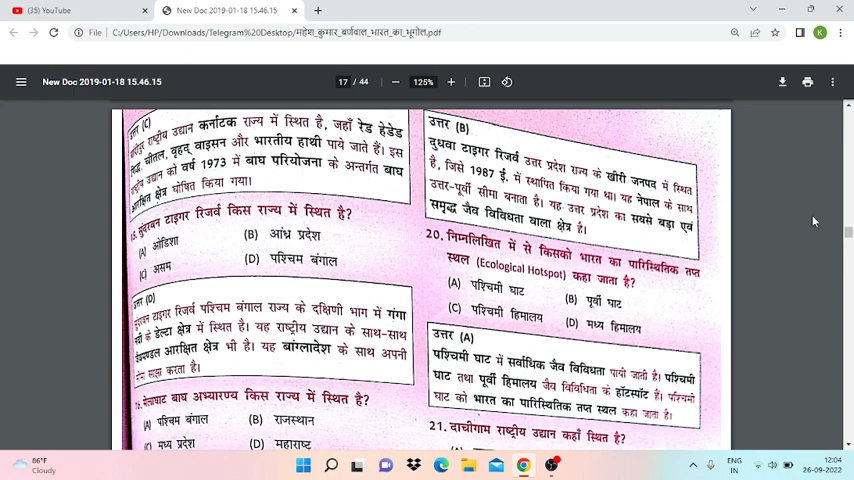 (35) YouTube
New Doc 2019-01-18 15.46.15
File
C:/Users/HP/Downloads/Telegram%20Desktop/महेश_कुमार_बर्णवाल_भारत_का_भूगोल.pdf
K
New Doc 2019-01-18 15.46.15
17 / 44
125%
उत्तर (C)
राष्ट्रीय उद्यान कर्नाटक राज्य में स्थित है, जहाँ रेड हेडेड
गिद्ध, चीतल, वृहद् वाइसन और भारतीय हाथी पाये जाते हैं। इस
राष्ट्रीय उद्यान को वर्ष 1973 में बाघ परियोजना के अन्तर्गत बाघ
आरक्षित क्षेत्र घोषित किया गया।
15. सुंदरवन टाइगर रिजर्व किस राज्य में स्थित है?
(A) ओडिशा
(B) आंध्र प्रदेश
(C) असम
(D) पश्चिम बंगाल
उत्तर (D)
सुंदरवन टाइगर रिजर्व पश्चिम बंगाल राज्य के दक्षिणी भाग में गंगा
नदी के डेल्टा क्षेत्र में स्थित है। यह राष्ट्रीय उद्यान के साथ-साथ
आरक्षित क्षेत्र भी है। यह बांग्लादेश के साथ अपनी
सीमा साझा करता है।
16. मेलाघाट बाघ अभ्यारण्य किस राज्य में स्थित है?
(A) पश्चिम बंगाल
(B) राजस्थान
(C) मध्य प्रदेश
(D) महाराष्ट्र
उत्तर (B)
दुधवा टाइगर रिजर्व उत्तर प्रदेश राज्य के खीरी जनपद में स्थित
है, जिसे 1987 ई. में स्थापित किया गया था। यह नेपाल के साथ
उत्तर-पूर्वी सीमा बनाता है। यह उत्तर प्रदेश का सबसे बड़ा एवं
समृद्ध जैव विविधता वाला क्षेत्र है।
20. निम्नलिखित में से किसको भारत का पारिस्थितिक तप्त
स्थल (Ecological Hotspot) कहा जाता है?
(A) पश्चिमी घाट
(B) पूर्वी घाट
(C) पश्चिमी हिमालय
(D) मध्य हिमालय
उत्तर (A)
पश्चिमी घाट में सर्वाधिक जैव विविधता पायी जाती है। पश्चिमी
घाट तथा पूर्वी हिमालय जैव विविधिता के हॉटस्पॉट हैं। पश्चिमी
घाट को भारत का पारिस्थितिक तप्त स्थल कहा जाता है।
21. दाचीगाम राष्ट्रीय उद्यान कहाँ स्थित है?
86°F
Cloudy
ENG
IN
12:04
26-09-2022